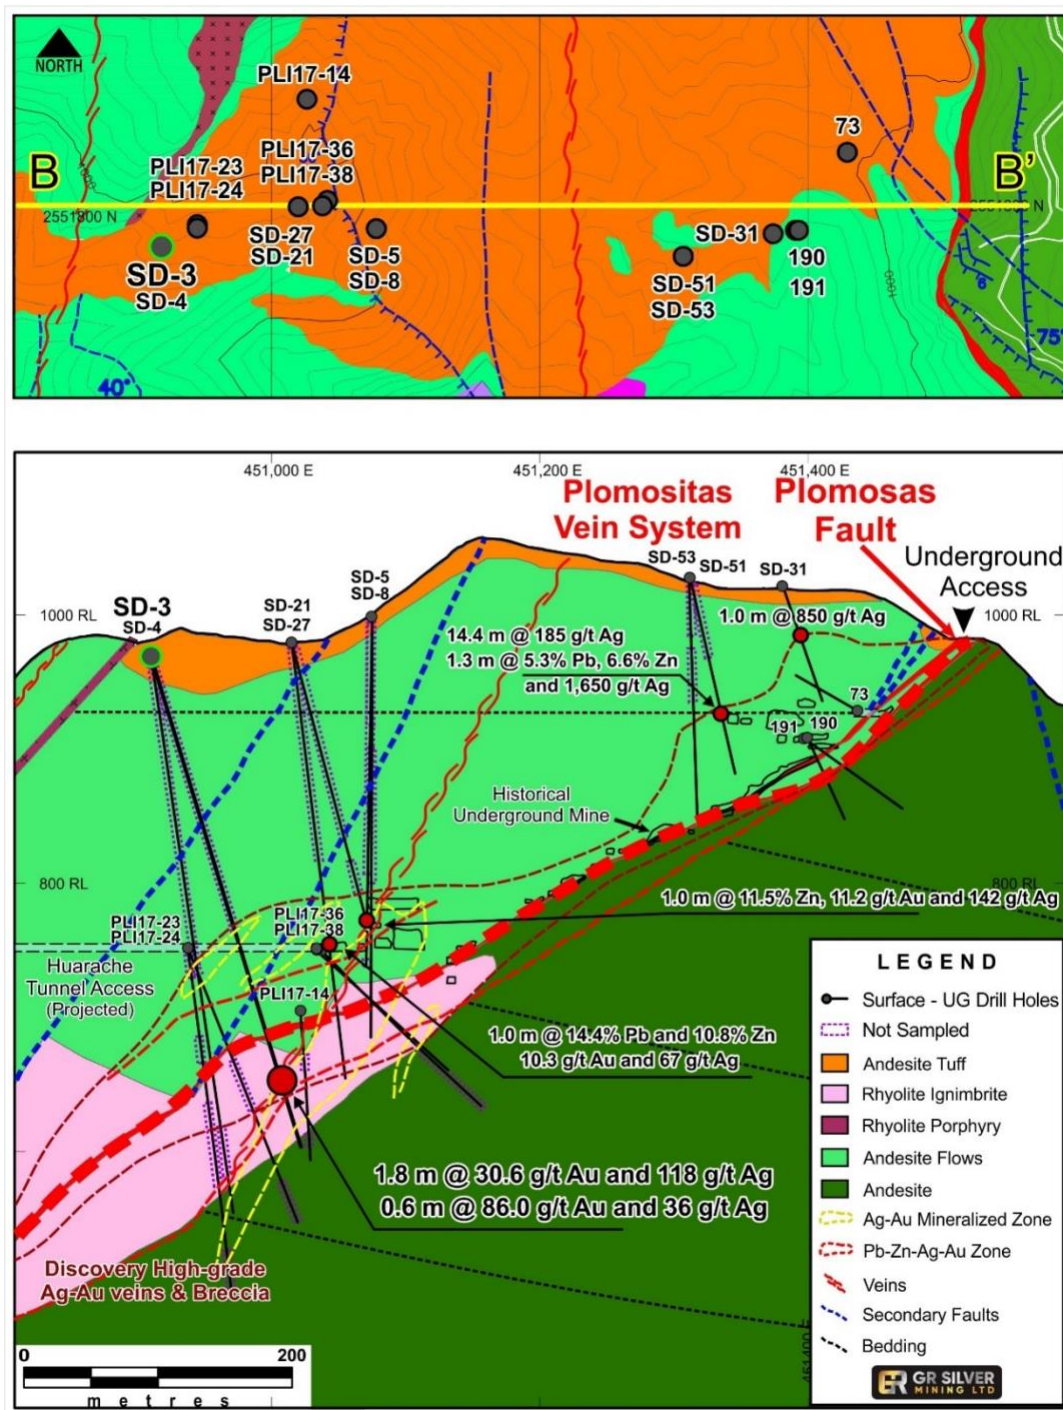 NORTH
PLI17-14
73
PLI17-23
PLI17-24
PLI17-36
PLI17-38
B
B'
2551800 N
SD-3
SD-4
SD-27
SD-21
SD-5
SD-8
SD-31
SD-51
SD-53
190
191
1000
40°
6
75°
451,000 E
451,200 E
451,400 E
Plomositas
Vein System
Plomosas
Fault
Underground
Access
SD-3
SD-4
SD-21
SD-27
SD-5
SD-8
SD-53
SD-51
SD-31
1000 RL
1000 RL
14.4 m @ 185 g/t Ag
1.3 m @ 5.3% Pb, 6.6% Zn
and 1,650 g/t Ag
1.0 m @ 850 g/t Ag
73
191
190
Historical
Underground Mine
800 RL
800 RL
1.0 m @ 11.5% Zn, 11.2 g/t Au and 142 g/t Ag
PLI17-23
PLI17-24
PLI17-36
PLI17-38
Huarache
Tunnel Access
(Projected)
PLI17-14
1.0 m @ 14.4% Pb and 10.8% Zn
10.3 g/t Au and 67 g/t Ag
1.8 m @ 30.6 g/t Au and 118 g/t Ag
0.6 m @ 86.0 g/t Au and 36 g/t Ag
Discovery High-grade
Ag-Au veins & Breccia
0 200
metres
LEGEND
Surface - UG Drill Holes
Not Sampled
Andesite Tuff
Rhyolite Ignimbrite
Rhyolite Porphyry
Andesite Flows
Andesite
Ag-Au Mineralized Zone
Pb-Zn-Ag-Au Zone
Veins
Secondary Faults
Bedding
GR SILVER
MINING LTD